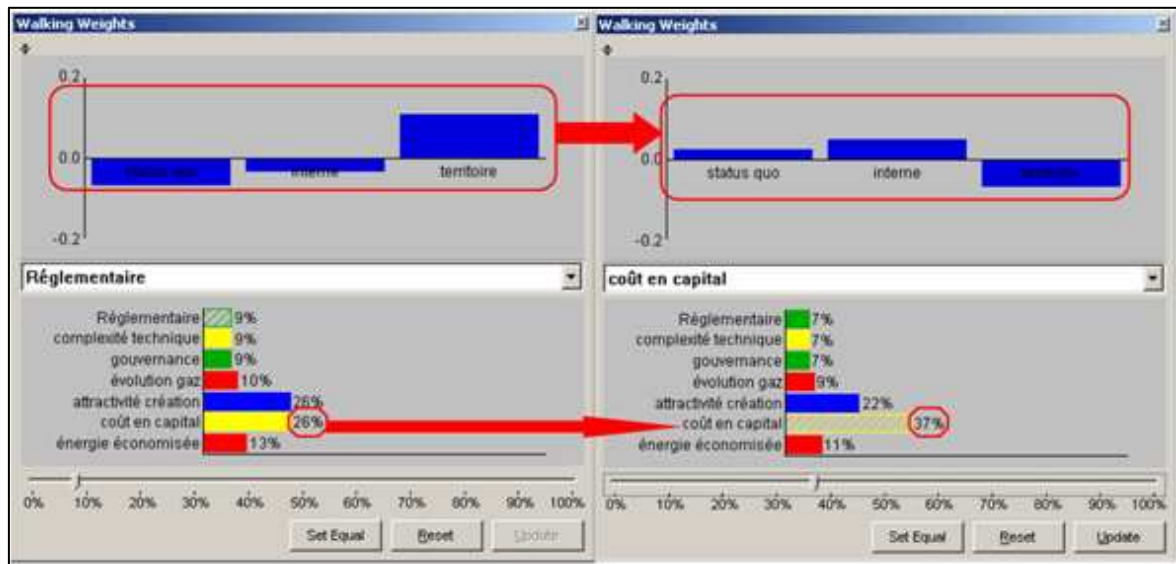 Walking Weights
0.2
0.0
status quo interne territoire
-0.2
Réglementaire
Réglementaire 9%
complexité technique 9%
gouvernance 9%
évolution gaz 10%
attractivité création 26%
coût en capital 26%
énergie économisée 13%
0% 10% 20% 30% 40% 50% 60% 70% 80% 90% 100%
Set Equal Reset Update
Walking Weights
0.2
0.0
status quo interne
-0.2
coût en capital
Réglementaire 7%
complexité technique 7%
gouvernance 7%
évolution gaz 9%
attractivité création 22%
coût en capital 37%
énergie économisée 11%
0% 10% 20% 30% 40% 50% 60% 70% 80% 90% 100%
Set Equal Reset Update